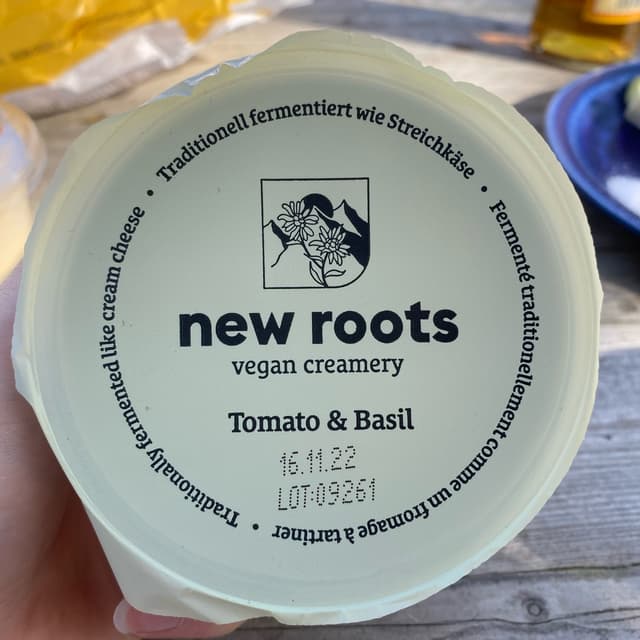 Traditionell fermentiert wie Streichkäse •
Fermenté traditionellement comme un fromage à tartiner •
Traditionally fermented like cream cheese •
new roots
vegan creamery
Tomato & Basil
16.11.22
LOT:09261